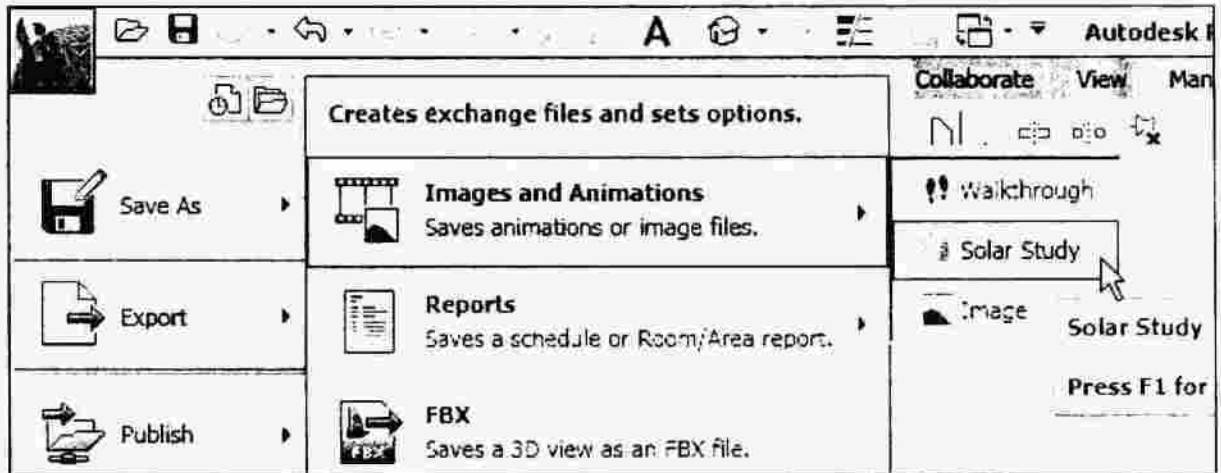 A
Autodesk
Collaborate View Man
Creates exchange files and sets options.
Save As
Images and Animations
Saves animations or image files.
Walkthrough
Solar Study
Export
Reports
Saves a schedule or Room/Area report.
Image
Solar Study
Press F1 for
Publish
FBX
Saves a 3D view as an FBX file.
FBX